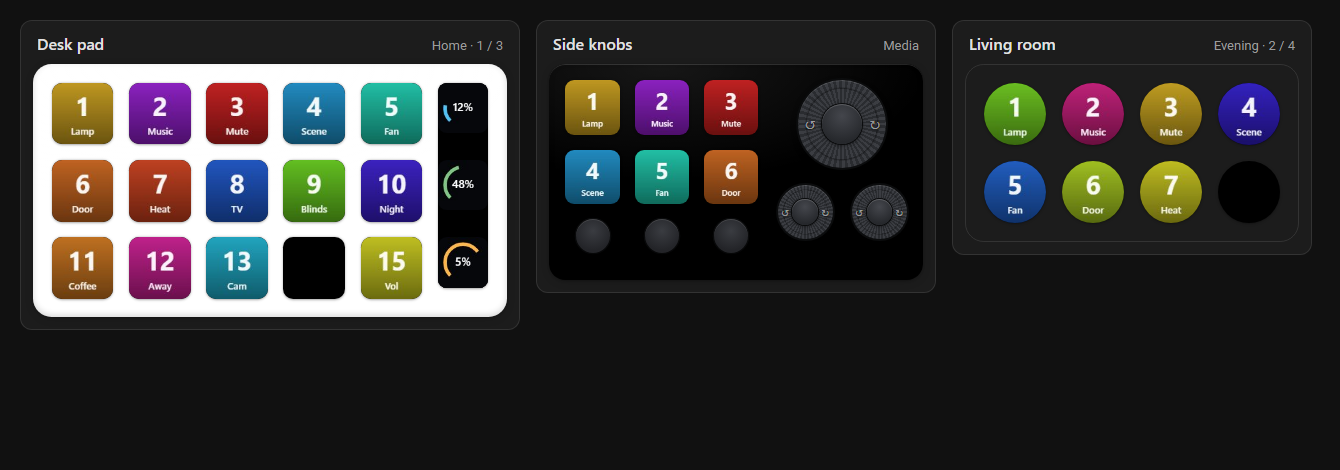 Desk pad
Home · 1 / 3
1 2 3 4 5
Lamp Music Mute Scene Fan
12%
6 7 8 9 10
Door Heat TV Blinds Night
48%
11 12 13 15
Coffee Away Cam Vol
5%
Side knobs
Media
1 2 3
Lamp Music Mute
↺ ↻
4 5 6
Scene Fan Door
↺ ↻ ↺ ↻
Living room
Evening · 2 / 4
1 2 3 4
Lamp Music Mute Scene
5 6 7
Fan Door Heat